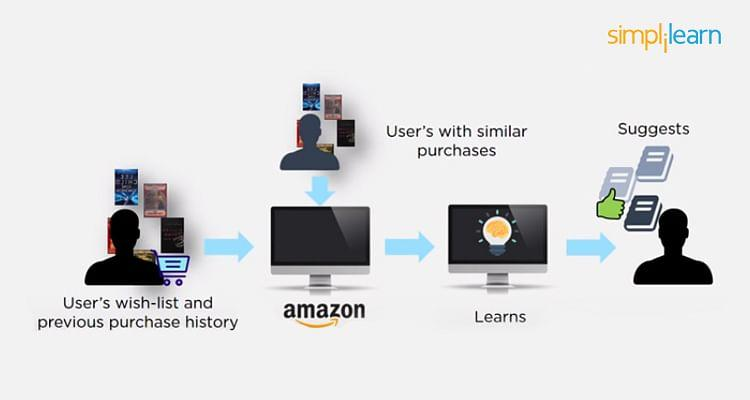 simplilearn
User's with similar
purchases
Suggests
User's wish-list and
previous purchase history
amazon
Learns